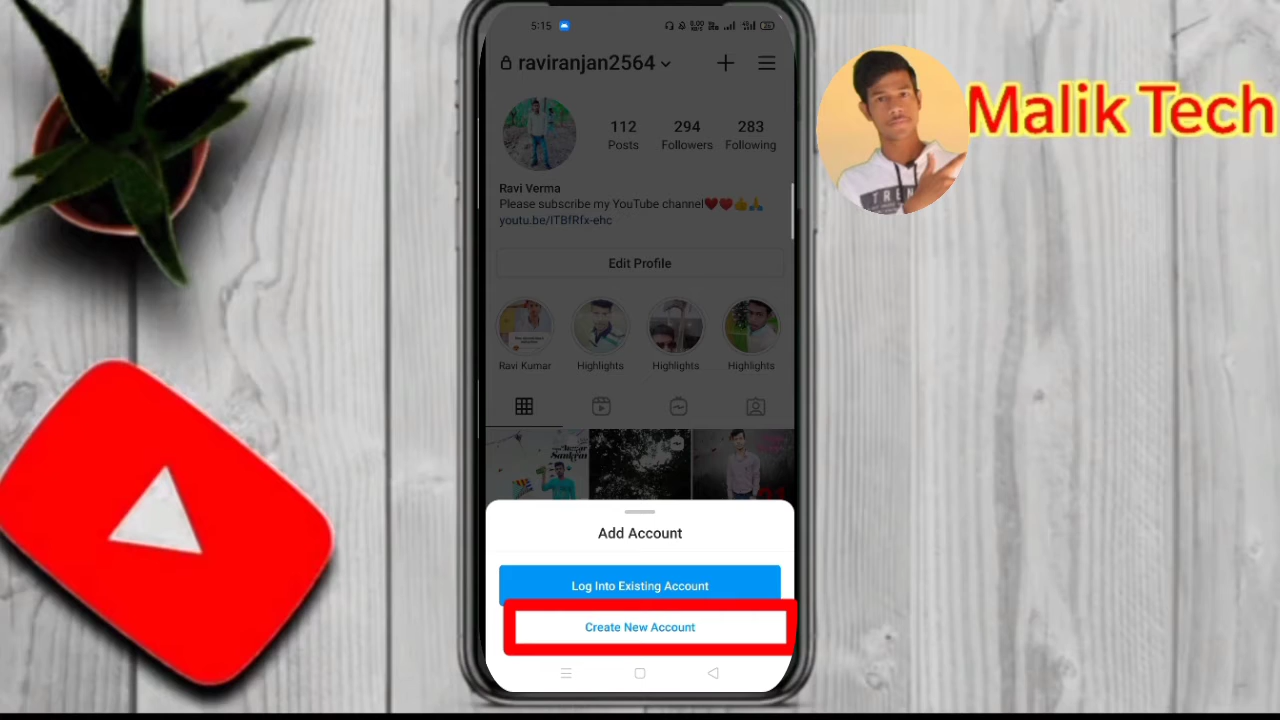 5:15
raviranjan2564
112 294 283
Posts Followers Following
Ravi Verma
Please subscribe my YouTube channel❤️❤️👍🙏
youtu.be/ITBfRfx-ehc
Edit Profile
Ravi Kumar Highlights Highlights Highlights
Add Account
Log Into Existing Account
Create New Account
Malik Tech
TREN